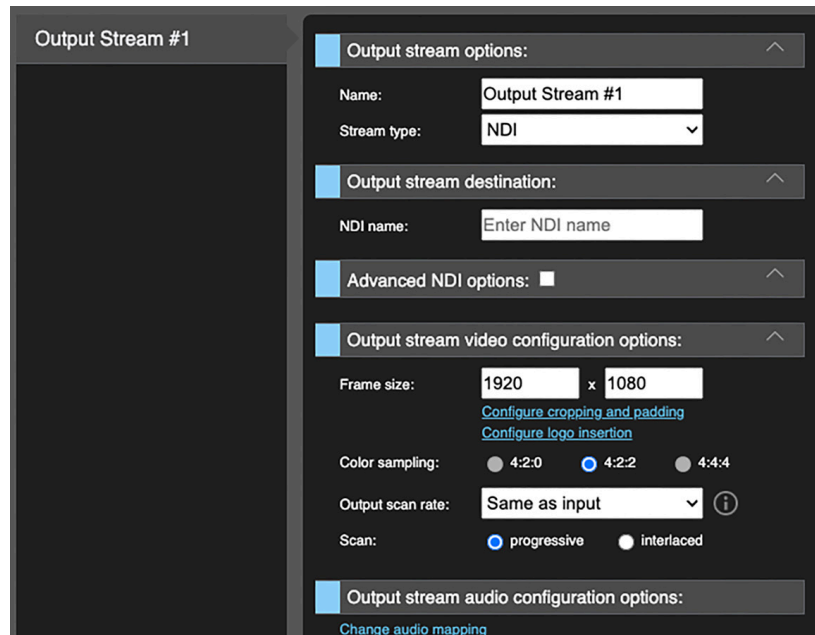 Output Stream #1
Output stream options:
Name: Output Stream #1
Stream type: NDI
Output stream destination:
NDI name: Enter NDI name
Advanced NDI options:
Output stream video configuration options:
Frame size: 1920 x 1080
Configure cropping and padding
Configure logo insertion
Color sampling: 4:2:0 4:2:2 4:4:4
Output scan rate: Same as input
Scan: progressive interlaced
Output stream audio configuration options:
Change audio mapping